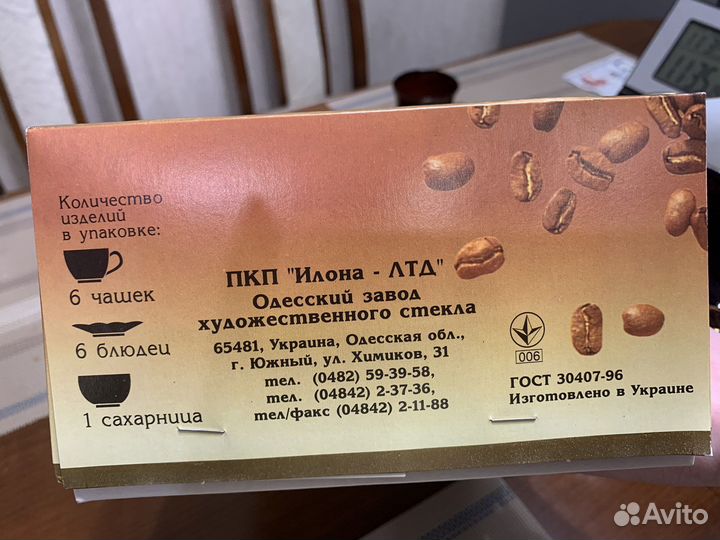 Количество
изделий
в упаковке:
6 чашек
6 блюдец
1 сахарница
ПКП "Илона - ЛТД"
Одесский завод
художественного стекла
65481, Украина, Одесская обл.,
г. Южный, ул. Химиков, 31
тел. (0482) 59-39-58,
тел. (04842) 2-37-36,
тел/факс (04842) 2-11-88
006
ГОСТ 30407-96
Изготовлено в Украине
Avito